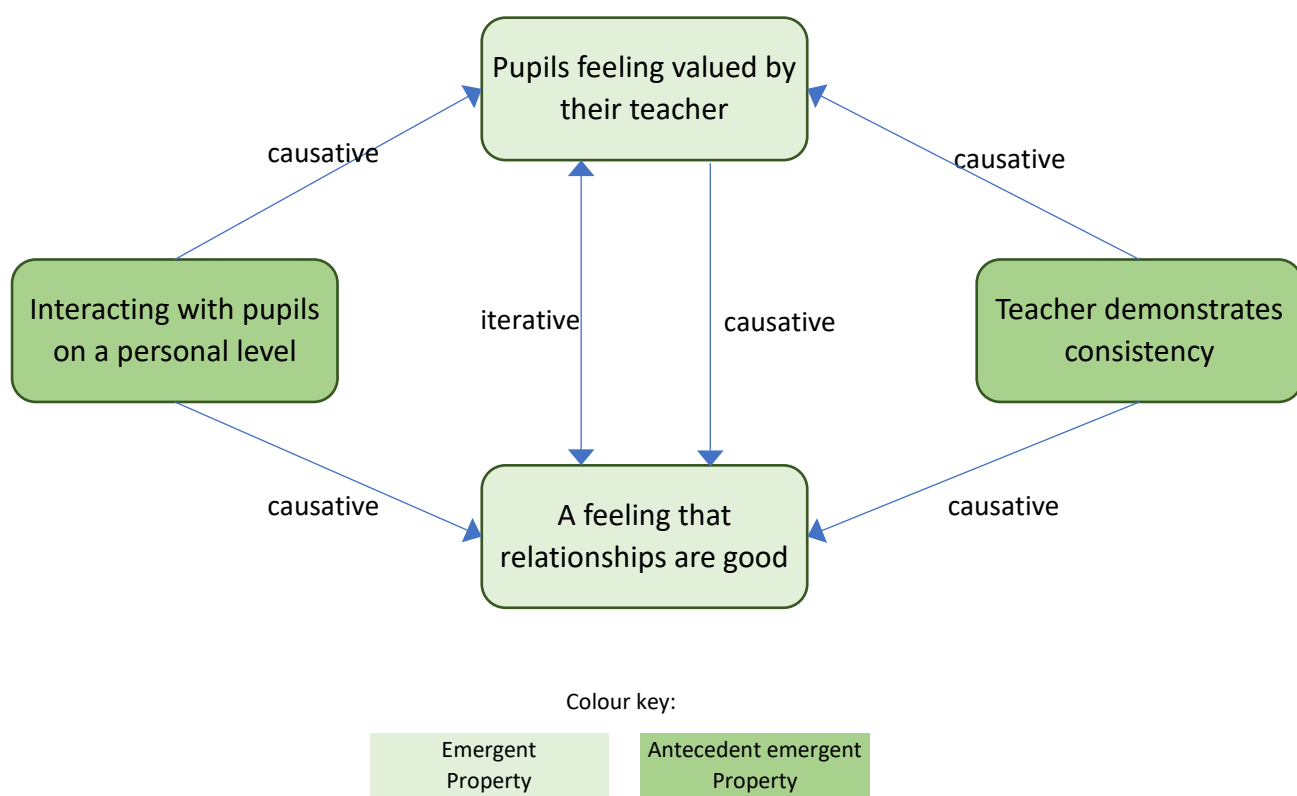 Pupils feeling valued by
their teacher
causative
causative
Interacting with pupils
on a personal level
iterative
causative
Teacher demonstrates
consistency
causative
causative
A feeling that
relationships are good
Colour key:
Emergent
Property
Antecedent emergent
Property